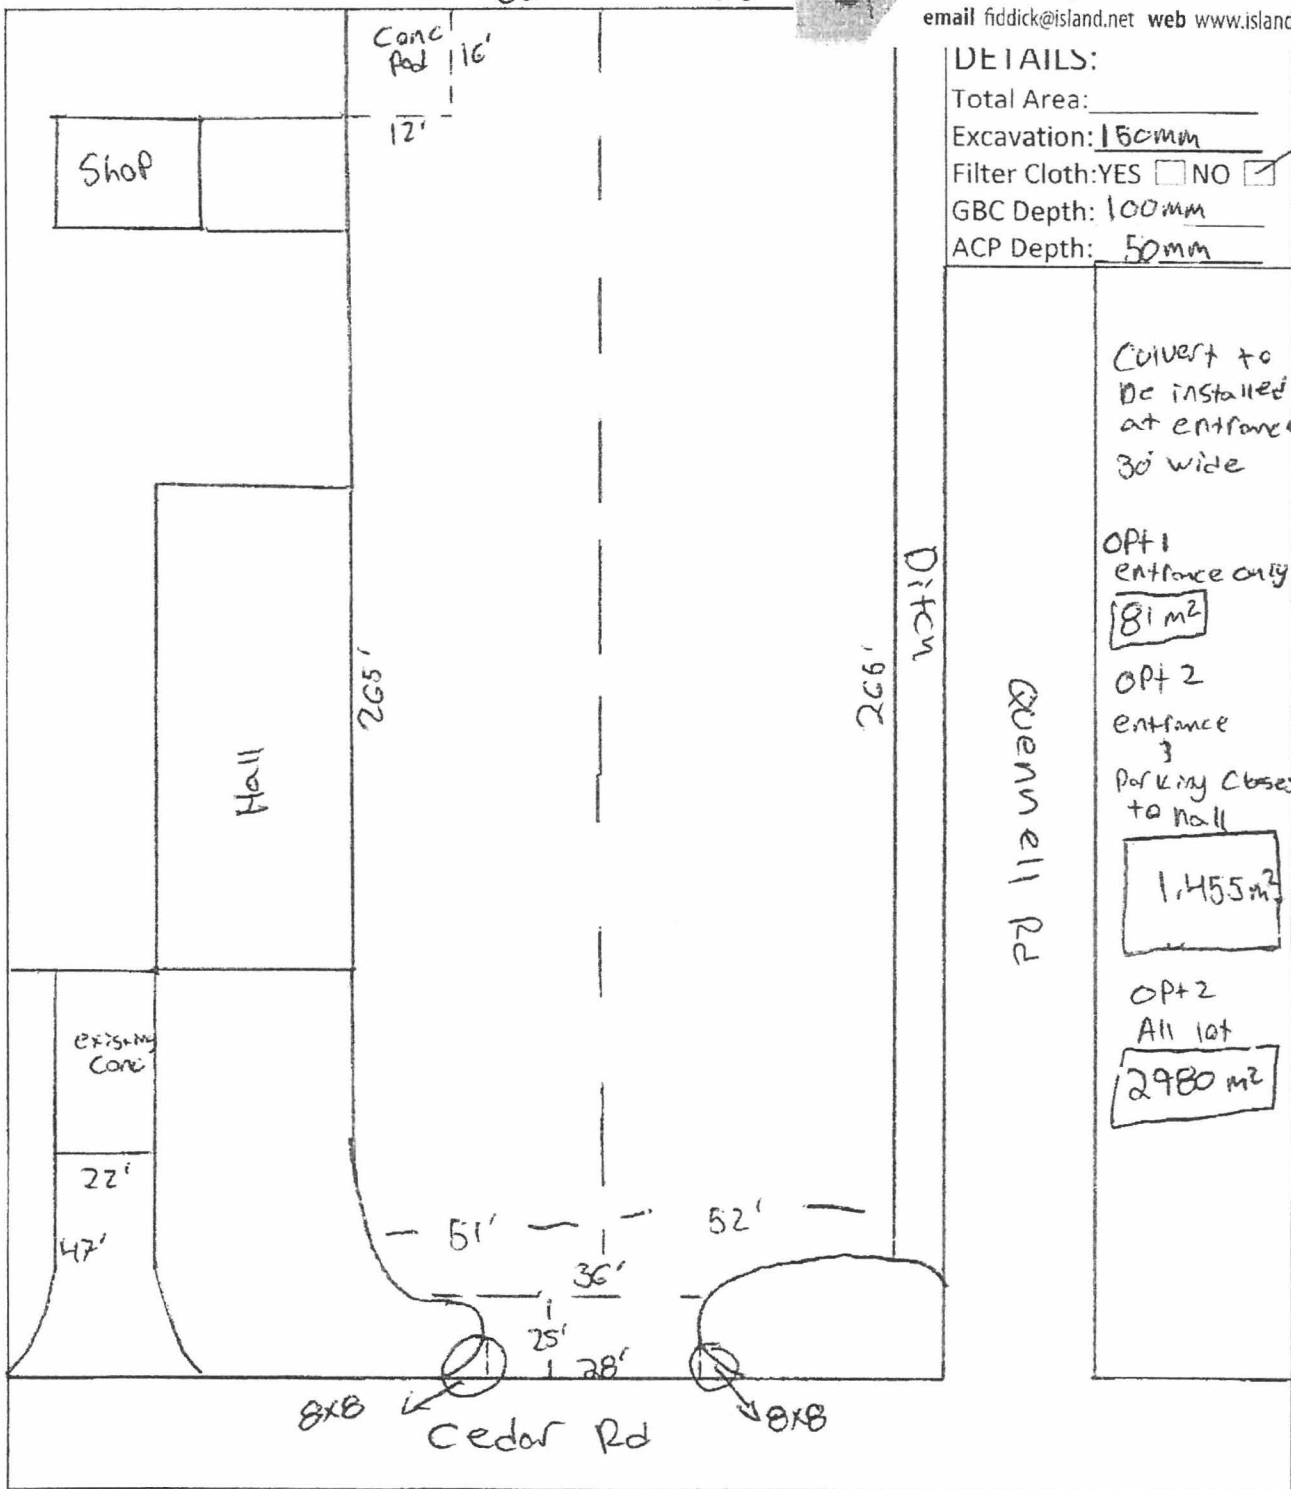 email fiddick@island.net web www.island
DETAILS:
Total Area:
Excavation: 150mm
Filter Cloth: YES NO
GBC Depth: 100mm
ACP Depth: 50mm
Conc
Pad
16'
12'
Shop
Culvert to
be installed
at entrance
30' wide
Opt 1
entrance only
81 m²
Opt 2
entrance
&
Parking Closes
to hall
1,455 m²
Opt 2
All lot
2980 m²
Ditch
265'
266'
Hall
Quennell Rd
existing
Conc
22'
47'
51'
52'
36'
25'
28'
8x8
8x8
Cedar Rd